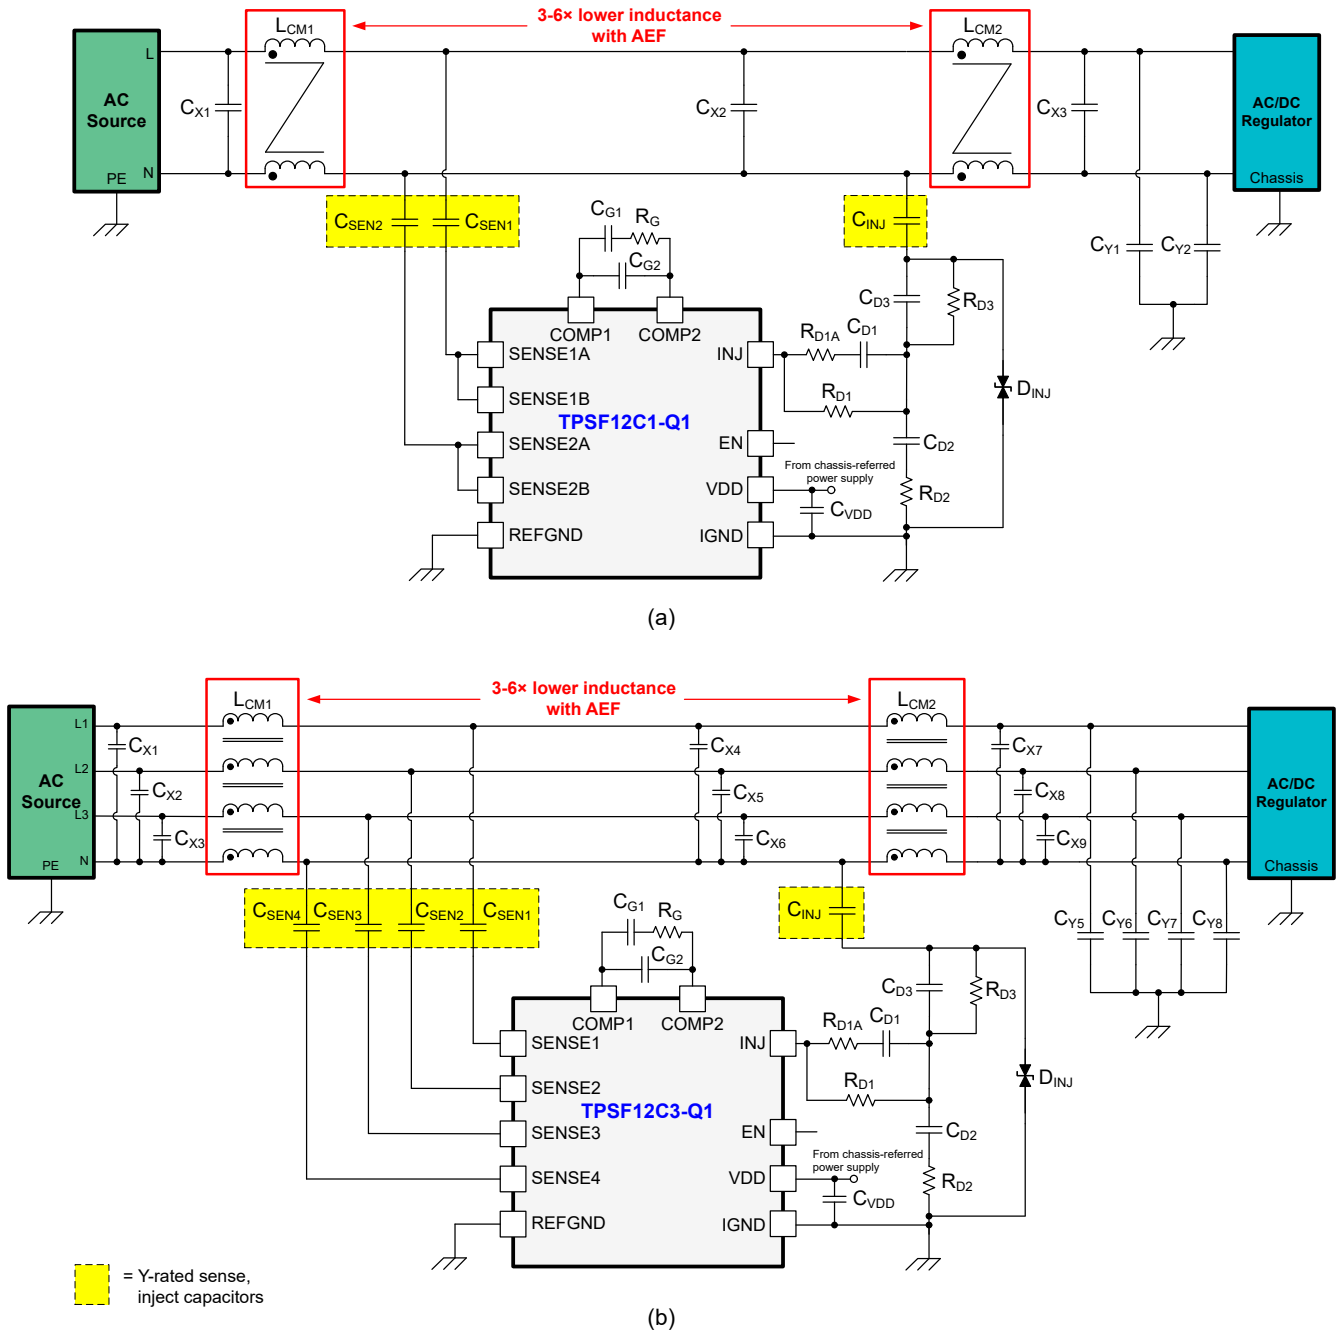 3-6× lower inductance
with AEF
LCM1
LCM2
L
AC
Source
CX1
CX2
CX3
AC/DC
Regulator
PE
N
Chassis
CSEN2
CSEN1
CG1
RG
CG2
CINJ
CY1
CY2
CD3
RD3
COMP1
COMP2
RD1A
CD1
SENSE1A
INJ
SENSE1B
RD1
DINJ
TPSF12C1-Q1
SENSE2A
EN
CD2
From chassis-referred
power supply
SENSE2B
VDD
RD2
CVDD
REFGND
IGND
(a)
3-6× lower inductance
with AEF
LCM1
LCM2
L1
CX1
CX4
CX7
L2
AC
Source
CX2
CX5
CX8
AC/DC
Regulator
L3
CX3
CX6
CX9
PE
N
Chassis
CSEN4
CSEN3
CSEN2
CSEN1
CG1
RG
CINJ
CG2
CY5
CY6
CY7
CY8
CD3
RD3
COMP1
COMP2
RD1A
CD1
SENSE1
INJ
SENSE2
RD1
DINJ
TPSF12C3-Q1
SENSE3
EN
CD2
From chassis-referred
power supply
SENSE4
VDD
RD2
CVDD
REFGND
IGND
= Y-rated sense,
inject capacitors
(b)